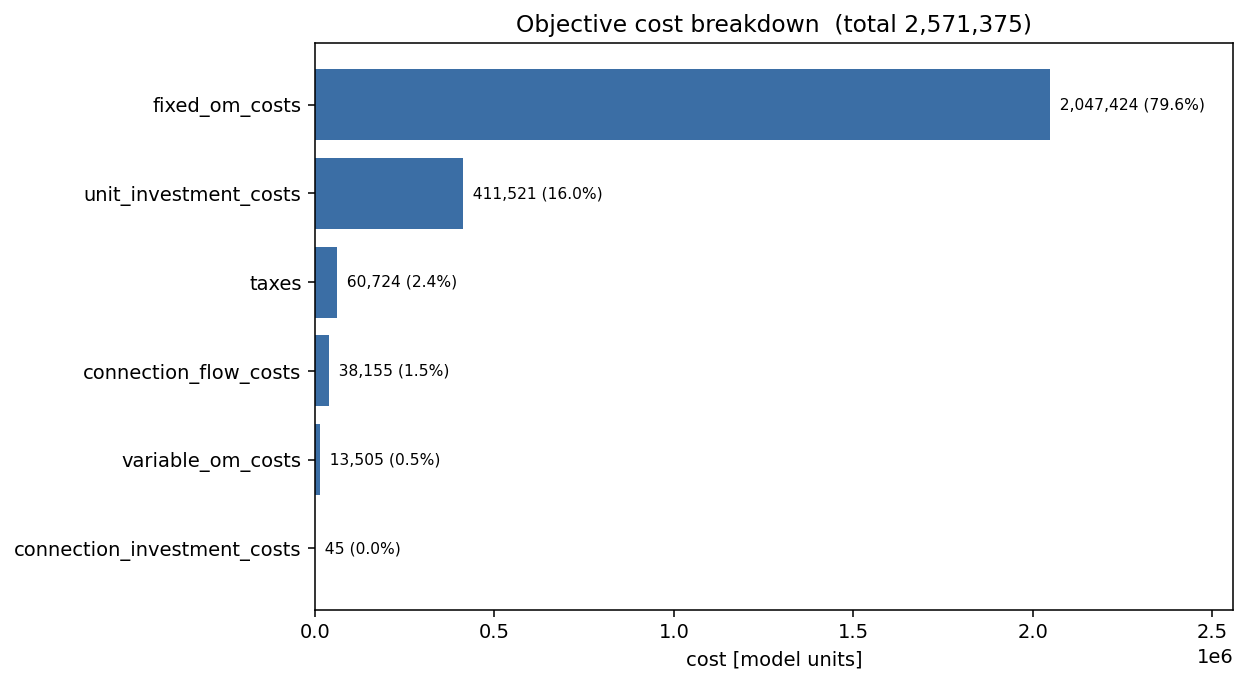 Objective cost breakdown  (total 2,571,375)
fixed_om_costs 2,047,424 (79.6%)
unit_investment_costs 411,521 (16.0%)
taxes 60,724 (2.4%)
connection_flow_costs 38,155 (1.5%)
variable_om_costs 13,505 (0.5%)
connection_investment_costs 45 (0.0%)
0.0 0.5 1.0 1.5 2.0 2.5
1e6
cost [model units]